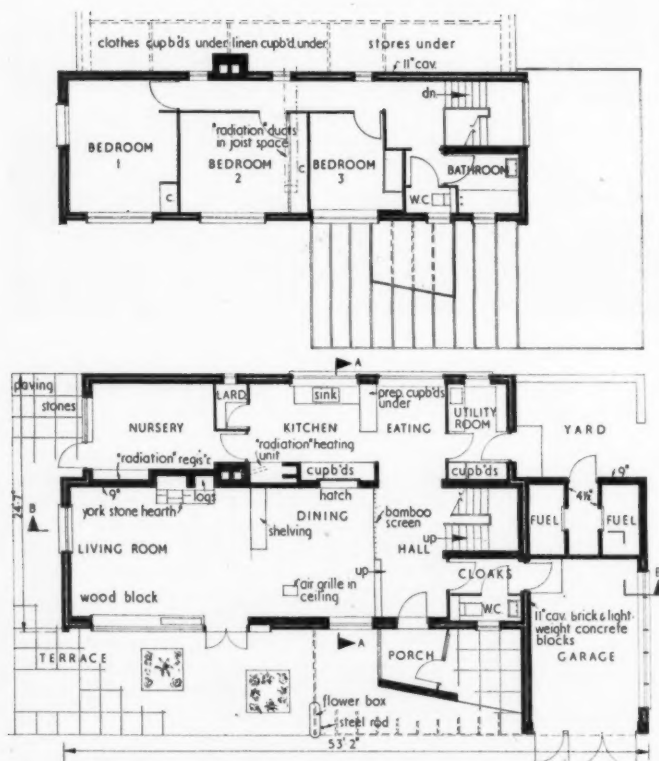 clothes cupb'ds under linen cupb'd. under
stores under
11" cav.
dn
BEDROOM
1
"radiation" ducts
in joist space
BEDROOM
2
C
C
BEDROOM
3
W.C.
BATHROOM
A
paving
stones
NURSERY
LARD
KITCHEN
sink
prep. cupb'ds
under
EATING
UTILITY
ROOM
YARD
"radiation" regis'r
"radiation" heating
unit
cupb'ds
cupb'ds
9"
9"
4½"
logs
hatch
FUEL
FUEL
24'-7"
B
york stone hearth
DINING
shelving
bamboo
screen
up
LIVING ROOM
HALL
up
CLOAKS
B
wood block
air grille in
ceiling
W.C.
11" cav. brick & light-
weight concrete
blocks
GARAGE
TERRACE
A
PORCH
flower box
steel rod
53' 2"